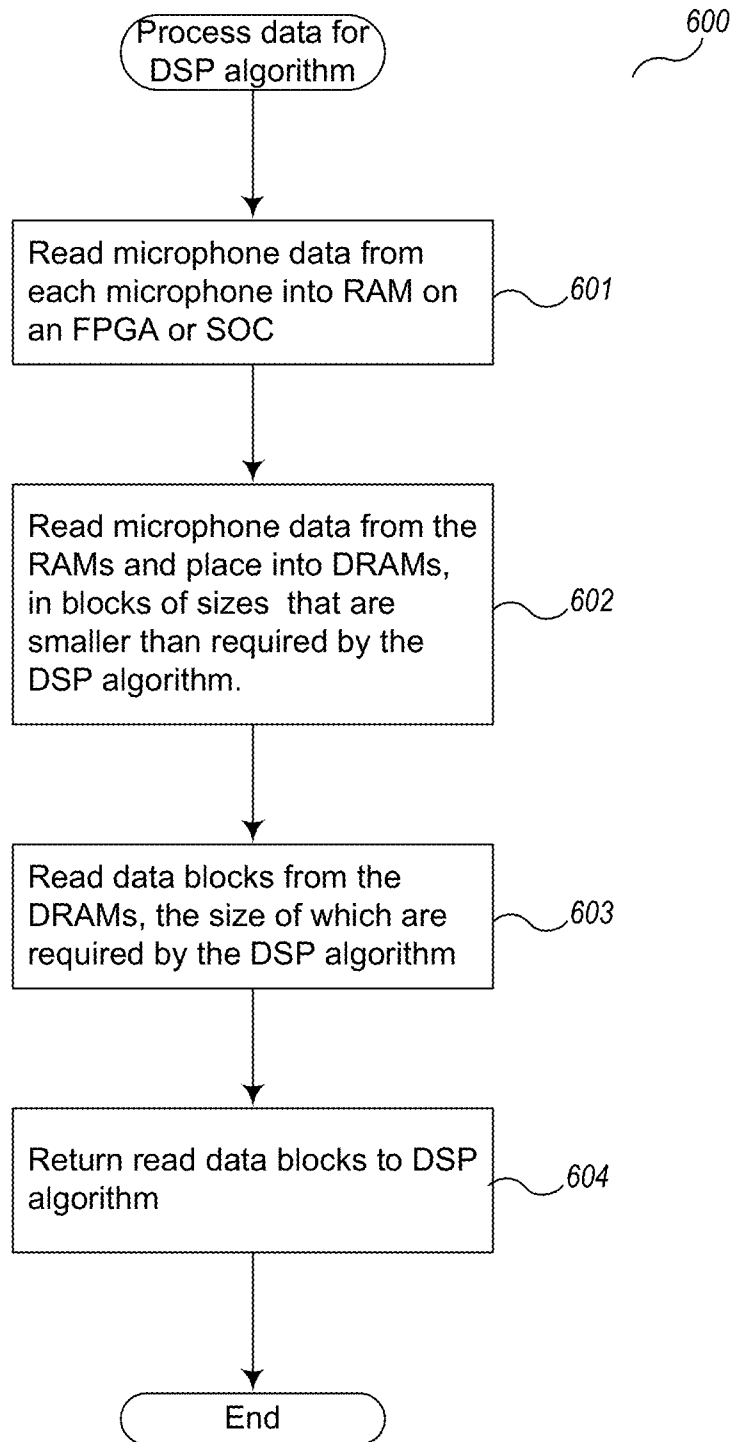 Process data for
DSP algorithm
600
Read microphone data from
each microphone into RAM on
an FPGA or SOC
601
Read microphone data from the
RAMs and place into DRAMs,
in blocks of sizes that are
smaller than required by the
DSP algorithm.
602
Read data blocks from the
DRAMs, the size of which are
required by the DSP algorithm
603
Return read data blocks to DSP
algorithm
604
End